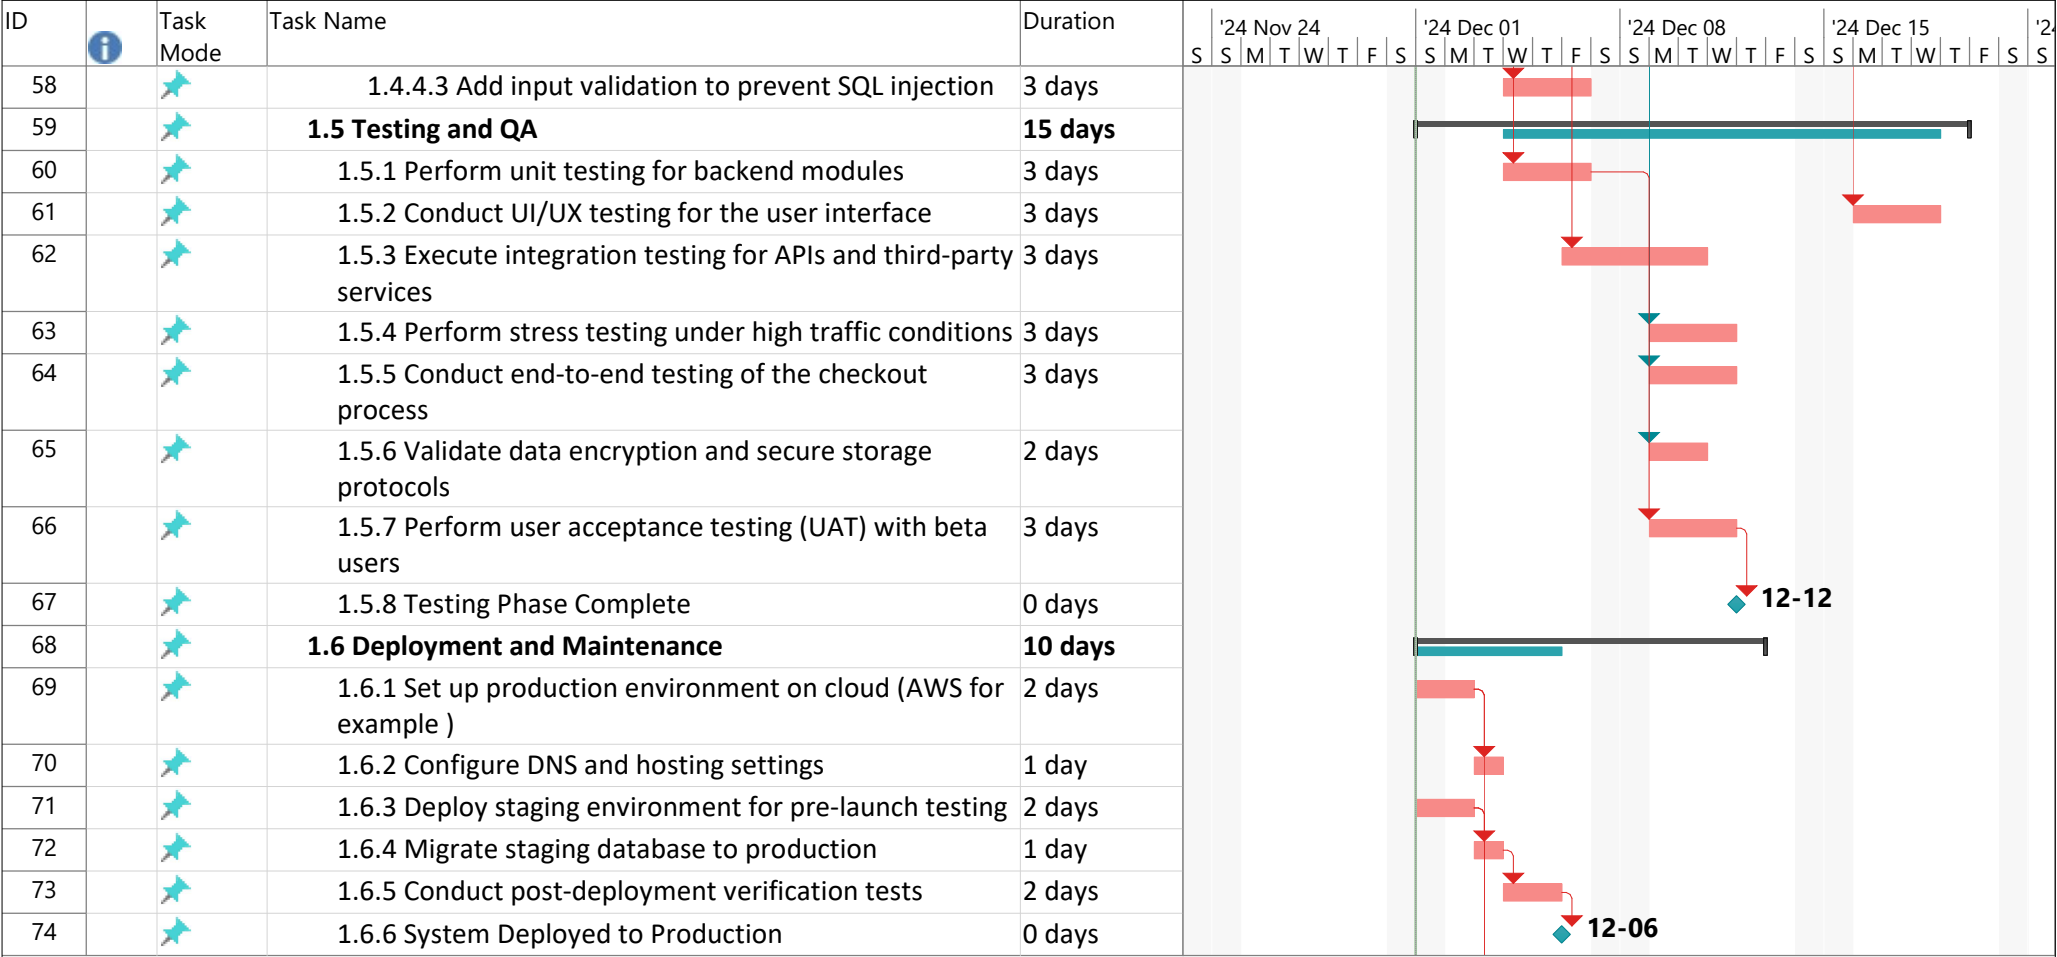 ID Task Mode Task Name Duration '24 Nov 24 '24 Dec 01 '24 Dec 08 '24 Dec 15 '24
S S M T W T F S S M T W T F S S M T W T F S S M T W T F S S
58 1.4.4.3 Add input validation to prevent SQL injection 3 days
59 1.5 Testing and QA 15 days
60 1.5.1 Perform unit testing for backend modules 3 days
61 1.5.2 Conduct UI/UX testing for the user interface 3 days
62 1.5.3 Execute integration testing for APIs and third-party 3 days
services
63 1.5.4 Perform stress testing under high traffic conditions 3 days
64 1.5.5 Conduct end-to-end testing of the checkout 3 days
process
65 1.5.6 Validate data encryption and secure storage 2 days
protocols
66 1.5.7 Perform user acceptance testing (UAT) with beta 3 days
users
67 1.5.8 Testing Phase Complete 0 days 12-12
68 1.6 Deployment and Maintenance 10 days
69 1.6.1 Set up production environment on cloud (AWS for 2 days
example )
70 1.6.2 Configure DNS and hosting settings 1 day
71 1.6.3 Deploy staging environment for pre-launch testing 2 days
72 1.6.4 Migrate staging database to production 1 day
73 1.6.5 Conduct post-deployment verification tests 2 days
74 1.6.6 System Deployed to Production 0 days 12-06